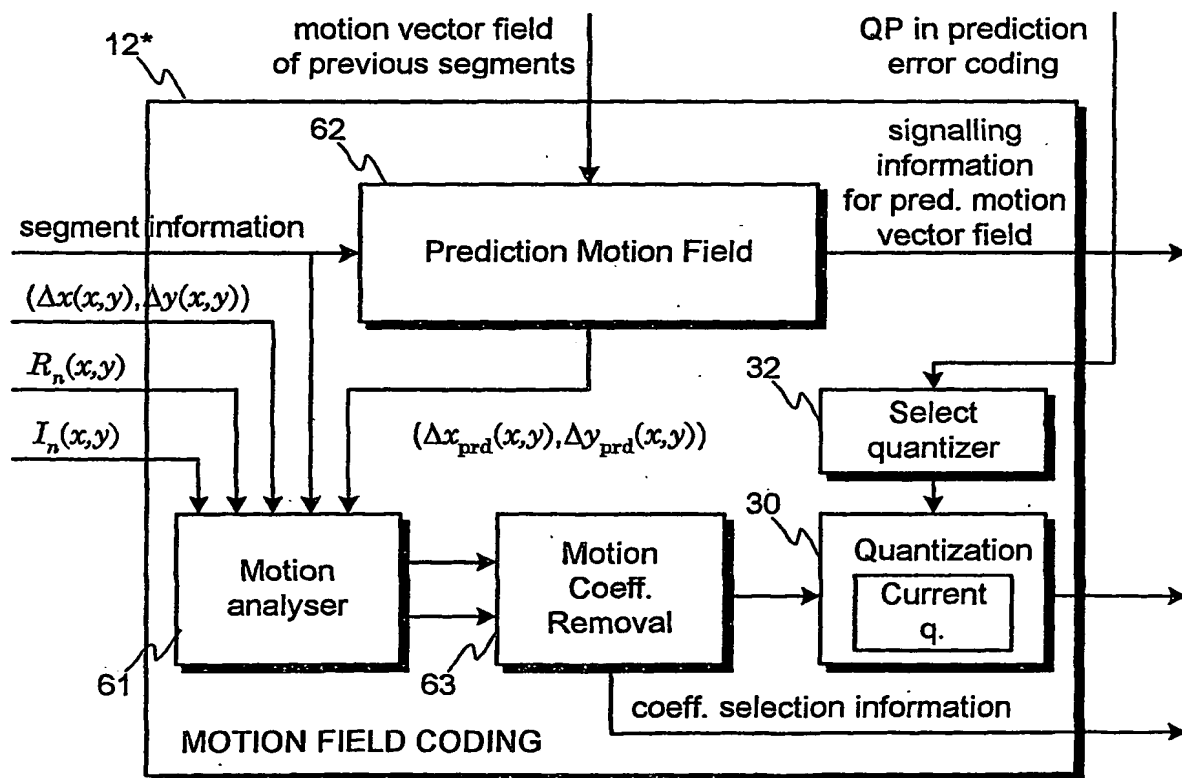 12*
motion vector field
of previous segments
QP in prediction
error coding
62
signalling
information
for pred. motion
vector field
segment information
Prediction Motion Field
(Δx(x,y),Δy(x,y))
R_n(x,y)
I_n(x,y)
(Δx_prd(x,y),Δy_prd(x,y))
32
Select
quantizer
30
Motion
analyser
Motion
Coeff.
Removal
Quantization
Current
q.
61
63
coeff. selection information
MOTION FIELD CODING